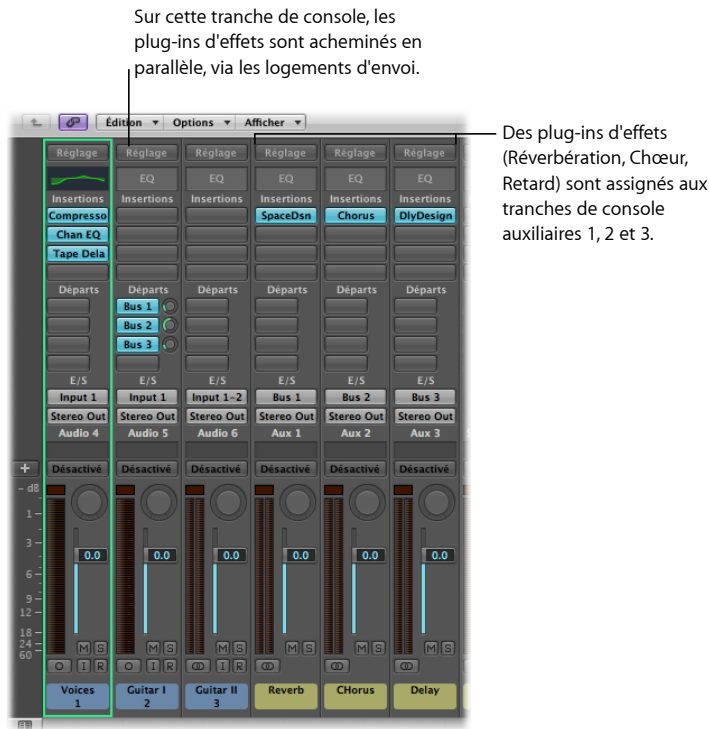 Sur cette tranche de console, les
plug-ins d'effets sont acheminés en
parallèle, via les logements d'envoi.
Des plug-ins d'effets
(Réverbération, Chœur,
Retard) sont assignés aux
tranches de console
auxiliaires 1, 2 et 3.
Édition Options Afficher
Réglage Réglage Réglage Réglage Réglage Réglage
EQ EQ EQ EQ EQ
Insertions Insertions Insertions Insertions Insertions Insertions
Compresso SpaceDsn Chorus DlyDesign
Chan EQ
Tape Dela
Départs Départs Départs Départs Départs Départs
Bus 1
Bus 2
Bus 3
E/S E/S E/S E/S E/S E/S
Input 1 Input 1 Input 1-2 Bus 1 Bus 2 Bus 3
Stereo Out Stereo Out Stereo Out Stereo Out Stereo Out Stereo Out
Audio 4 Audio 5 Audio 6 Aux 1 Aux 2 Aux 3
+ Désactivé Désactivé Désactivé Désactivé Désactivé Désactivé
- dB
1
3
0.0 0.0 0.0 0.0 0.0 0.0
6
9
12
18
24
60
M S M S M S M S M S M S
I R I R I R
Voices Guitar I Guitar II Reverb CHorus Delay
1 2 3